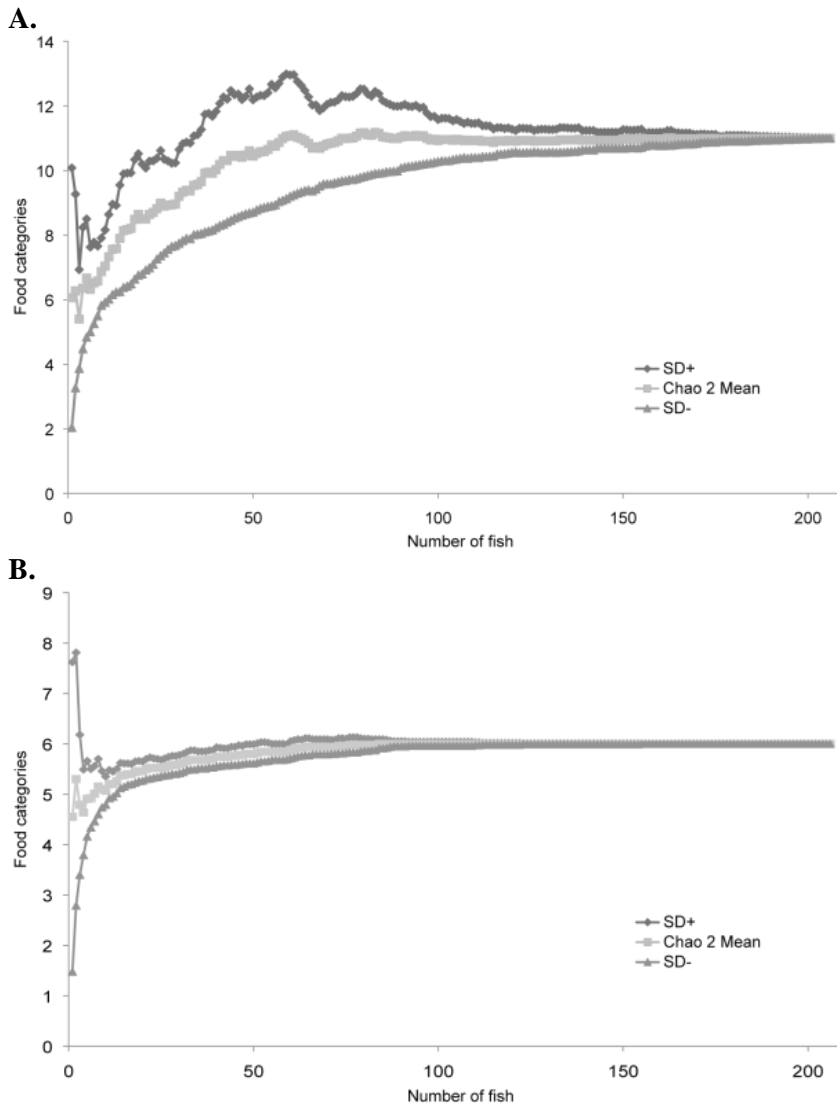 A.
14
12
10
8
6
4
2
0
Food categories
SD+
Chao 2 Mean
SD-
0 50 100 150 200
Number of fish
B.
9
8
7
6
5
4
3
2
1
0
Food categories
SD+
Chao 2 Mean
SD-
0 50 100 150 200
Number of fish